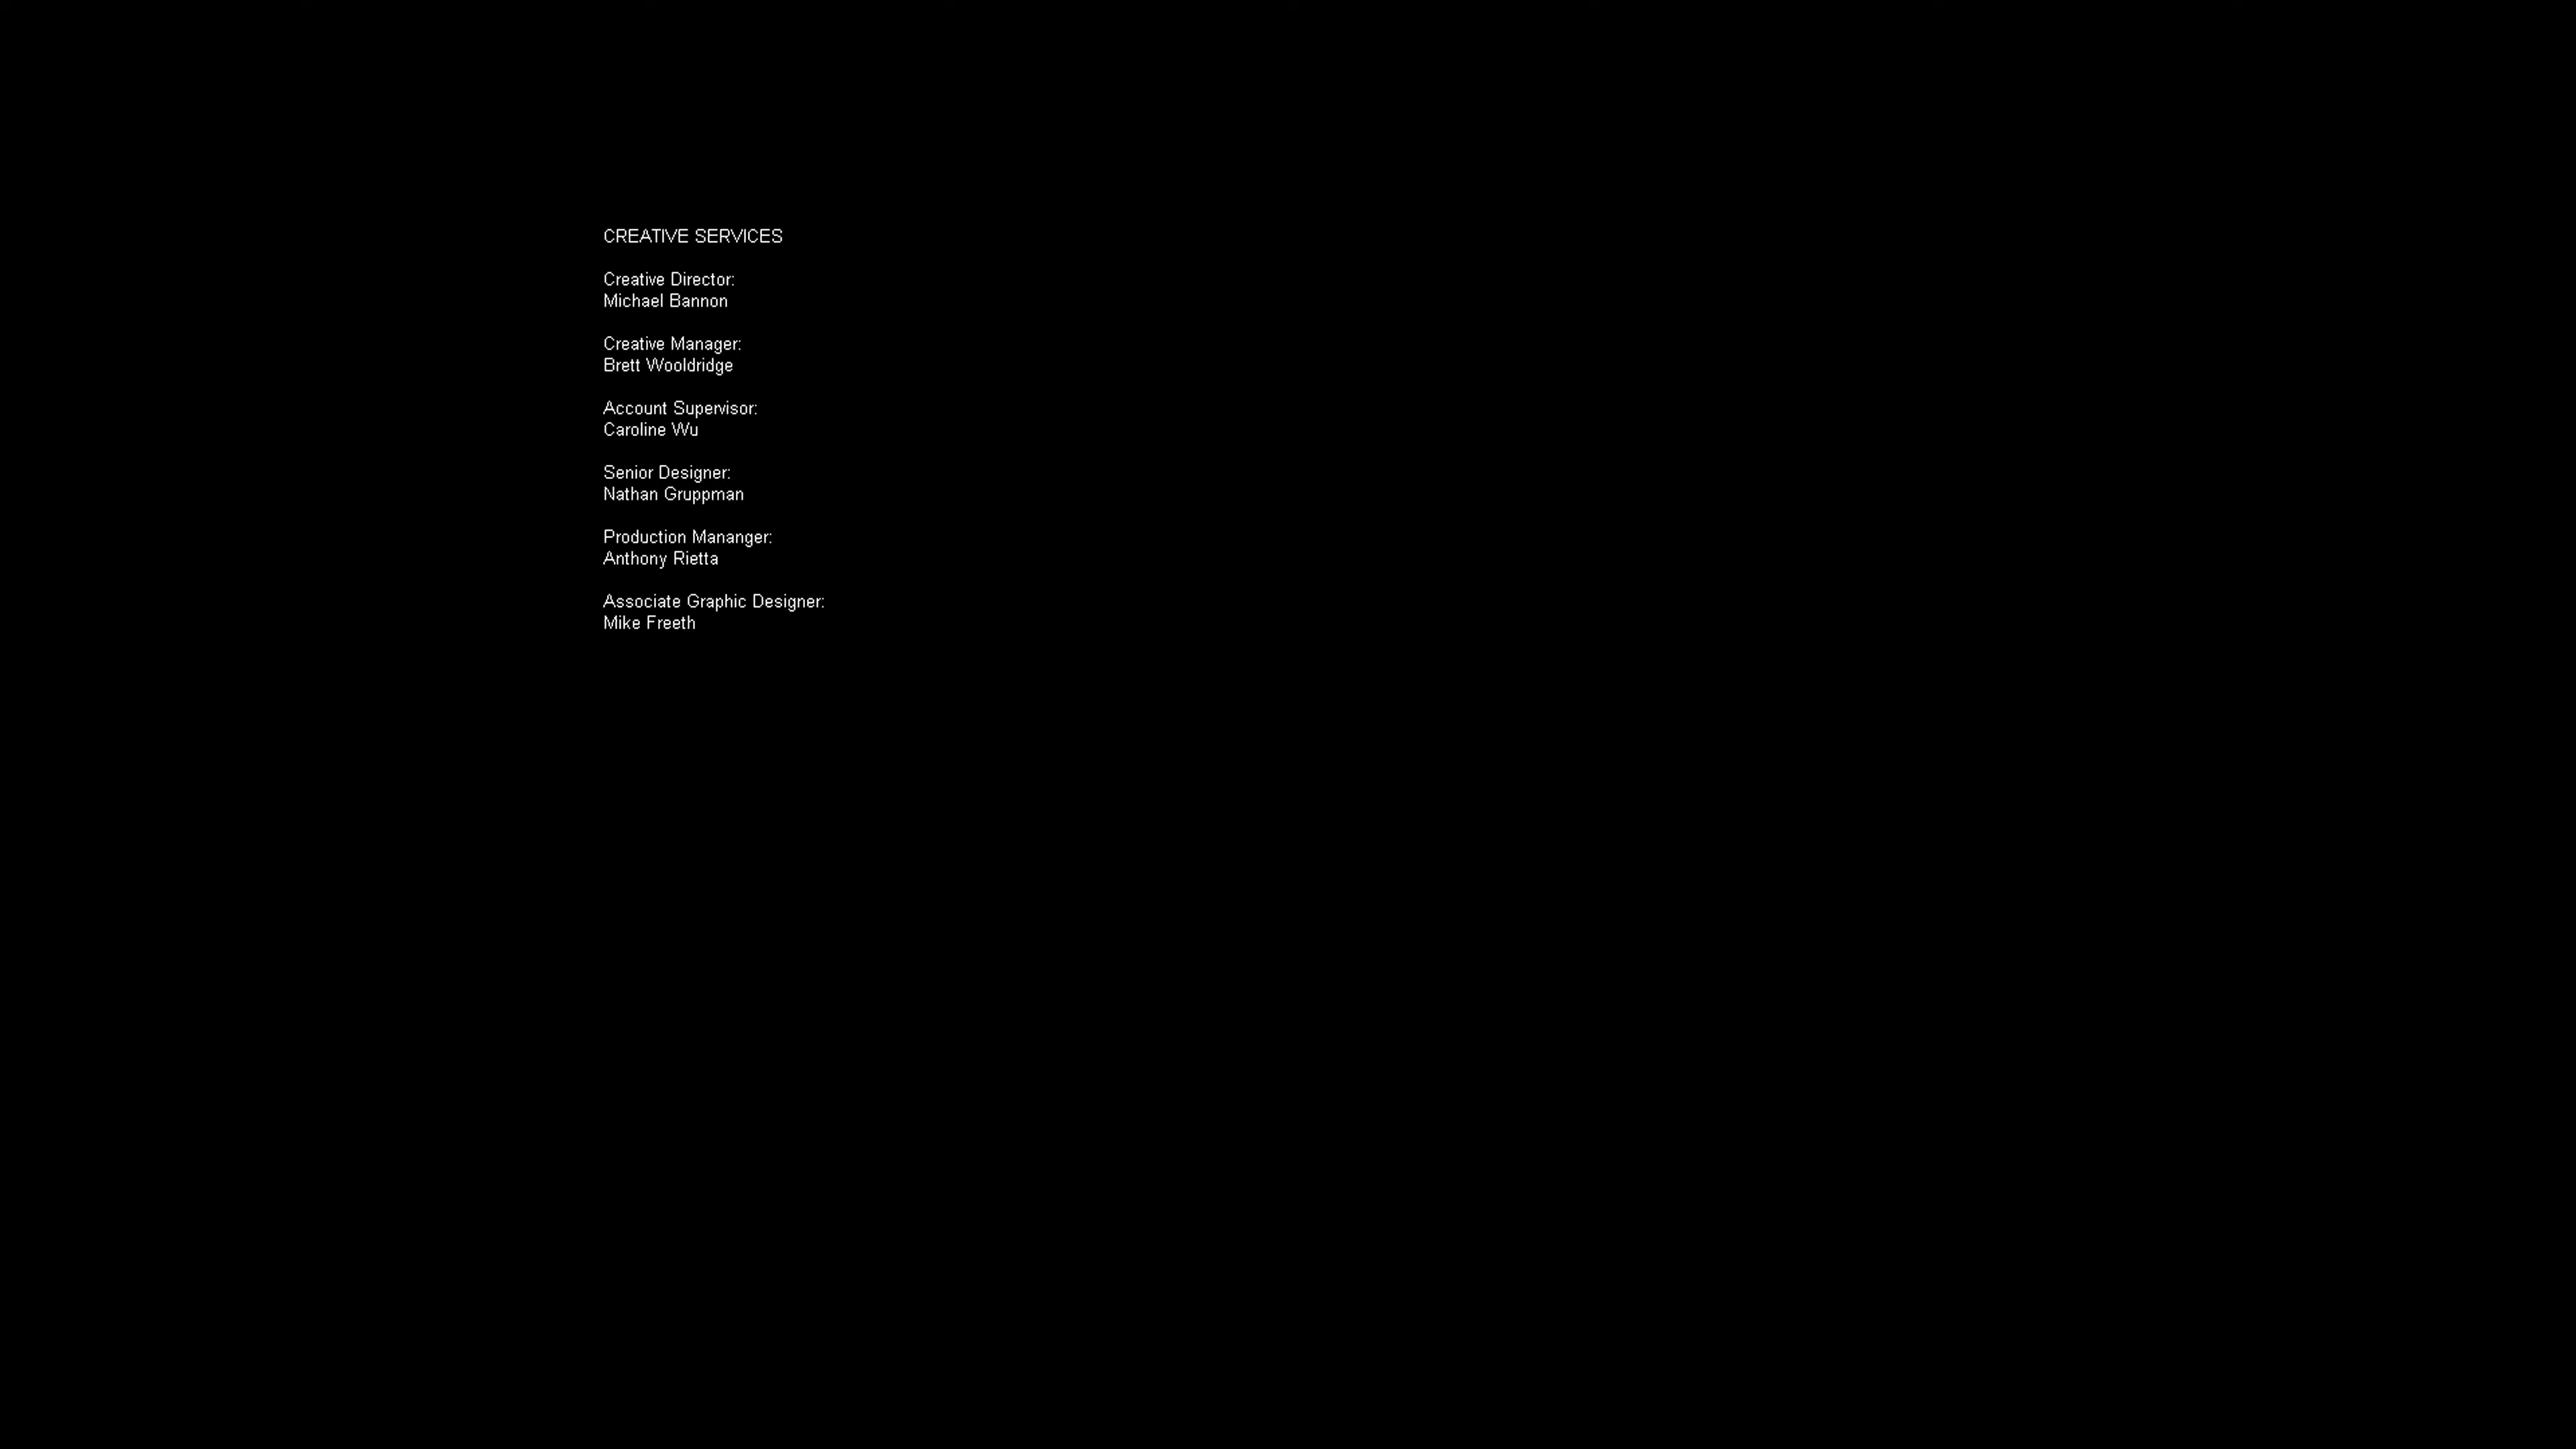 CREATIVE SERVICES
Creative Director:
Michael Bannon
Creative Manager:
Brett Wooldridge
Account Supervisor:
Caroline Wu
Senior Designer:
Nathan Gruppman
Production Mananger:
Anthony Rietta
Associate Graphic Designer:
Mike Freeth